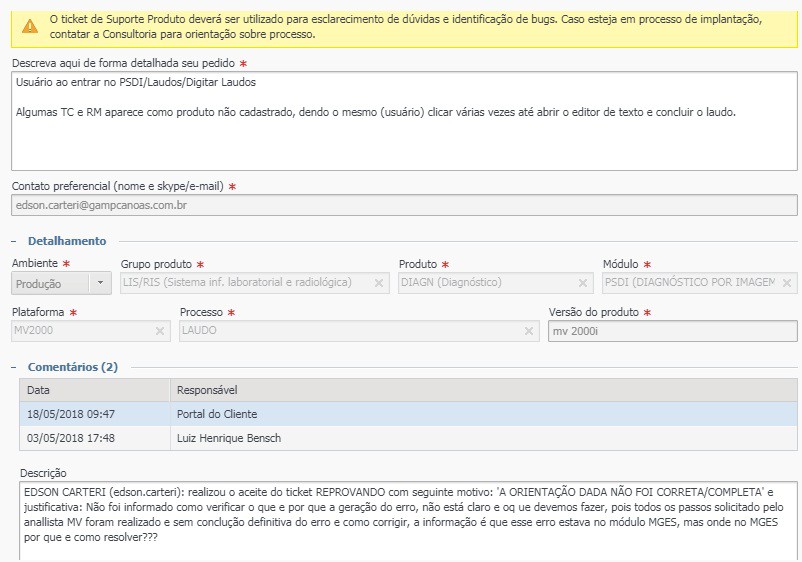 O ticket de Suporte Produto deverá ser utilizado para esclarecimento de dúvidas e identificação de bugs. Caso esteja em processo de implantação,
contatar a Consultoria para orientação sobre processo.
Descreva aqui de forma detalhada seu pedido *
Usuário ao entrar no PSDI/Laudos/Digitar Laudos
Algumas TC e RM aparece como produto não cadastrado, dendo o mesmo (usuário) clicar várias vezes até abrir o editor de texto e concluir o laudo.
Contato preferencial (nome e skype/e-mail) *
edson.carteri@gampcanoas.com.br
Detalhamento
Ambiente * Grupo produto * Produto * Módulo *
Produção LIS/RIS (Sistema inf. laboratorial e radiológica) DIAGN (Diagnóstico) PSDI (DIAGNÓSTICO POR IMAGEM
Plataforma * Processo * Versão do produto *
MV2000 LAUDO mv 2000i
Comentários (2)
Data Responsável
18/05/2018 09:47 Portal do Cliente
03/05/2018 17:48 Luiz Henrique Bensch
Descrição
EDSON CARTERI (edson.carteri): realizou o aceite do ticket REPROVANDO com seguinte motivo: 'A ORIENTAÇÃO DADA NÃO FOI CORRETA/COMPLETA' e
justificativa: Não foi informado como verificar o que e por que a geração do erro, não está claro e oq ue devemos fazer, pois todos os passos solicitado pelo
anallista MV foram realizado e sem conclução definitiva do erro e como corrigir, a informação é que esse erro estava no módulo MGES, mas onde no MGES
por que e como resolver???